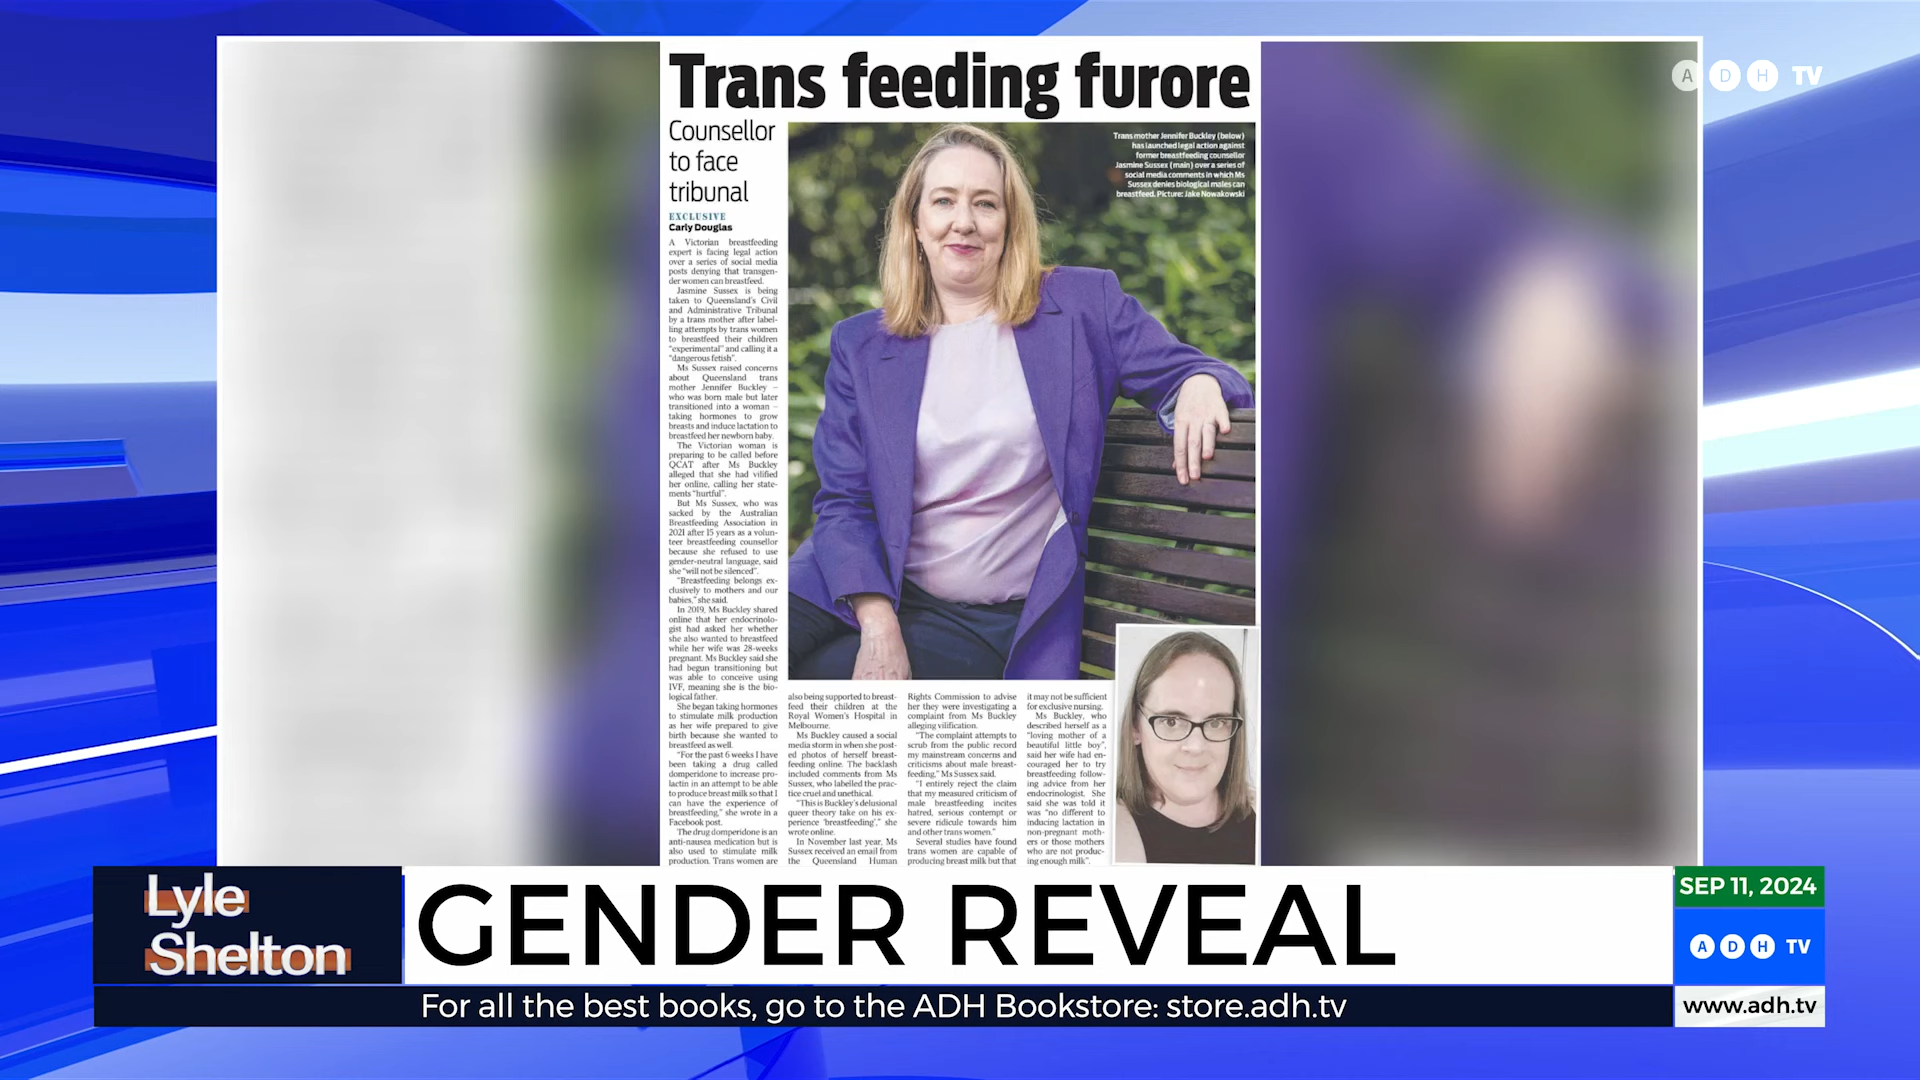 A D H TV
Trans feeding furore
Counsellor
to face
tribunal
EXCLUSIVE
Carly Douglas
A Victorian breastfeeding
expert is facing legal action
over a series of social media
posts denying that transgen-
der women can breastfeed.
Jasmine Sussex is being
taken to Queensland's Civil
and Administrative Tribunal
by a trans mother after label-
ling attempts by trans women
to breastfeed their children
"experimental" and calling it a
"dangerous fetish".
Ms Sussex raised concerns
about Queensland trans
mother Jennifer Buckley –
who was born male but later
transitioned into a woman –
taking hormones to grow
breasts and induce lactation to
breastfeed her newborn baby.
The Victorian woman is
preparing to be called before
QCAT after Ms Buckley
alleged that she had vilified
her online, calling her state-
ments "hurtful".
But Ms Sussex, who was
sacked by the Australian
Breastfeeding Association in
2021 after 15 years as a volun-
teer breastfeeding counsellor
because she refused to use
gender-neutral language, said
she "will not be silenced".
"Breastfeeding belongs ex-
clusively to mothers and our
babies," she said.
In 2019, Ms Buckley shared
online that her endocrinolo-
gist had asked her whether
she also wanted to breastfeed
while her wife was 28-weeks
pregnant. Ms Buckley said she
had begun transitioning but
was able to conceive using
IVF, meaning she is the bio-
logical father.
She began taking hormones
to stimulate milk production
as her wife prepared to give
birth because she wanted to
breastfeed as well.
"For the past 6 weeks I have
been taking a drug called
domperidone to increase pro-
lactin in an attempt to be able
to produce breast milk so that I
can have the experience of
breastfeeding," she wrote in a
Facebook post.
The drug domperidone is an
anti-nausea medication but is
also used to stimulate milk
production. Trans women are
Trans mother Jennifer Buckley (below)
has launched legal action against
former breastfeeding counsellor
Jasmine Sussex (main) over a series of
social media comments in which Ms
Sussex denies biological males can
breastfeed. Picture: Jake Nowakowski
also being supported to breast-
feed their children at the
Royal Women's Hospital in
Melbourne.
Ms Buckley caused a social
media storm in when she post-
ed photos of herself breast-
feeding online. The backlash
included comments from Ms
Sussex, who labelled the prac-
tice cruel and unethical.
"This is Buckley's delusional
queer theory take on his ex-
perience 'breastfeeding'," she
wrote online.
In November last year, Ms
Sussex received an email from
the Queensland Human
Rights Commission to advise
her they were investigating a
complaint from Ms Buckley
alleging vilification.
"The complaint attempts to
scrub from the public record
my mainstream concerns and
criticisms about male breast-
feeding," Ms Sussex said.
"I entirely reject the claim
that my measured criticism of
male breastfeeding incites
hatred, serious contempt or
severe ridicule towards him
and other trans women."
Several studies have found
trans women are capable of
producing breast milk but that
it may not be sufficient
for exclusive nursing.
Ms Buckley, who
described herself as a
"loving mother of a
beautiful little boy",
said her wife had en-
couraged her to try
breastfeeding follow-
ing advice from her
endocrinologist. She
said she was told it
was "no different to
inducing lactation in
non-pregnant moth-
ers or those mothers
who are not produc-
ing enough milk".
Lyle
Shelton
GENDER REVEAL
SEP 11, 2024
A D H TV
For all the best books, go to the ADH Bookstore: store.adh.tv
www.adh.tv